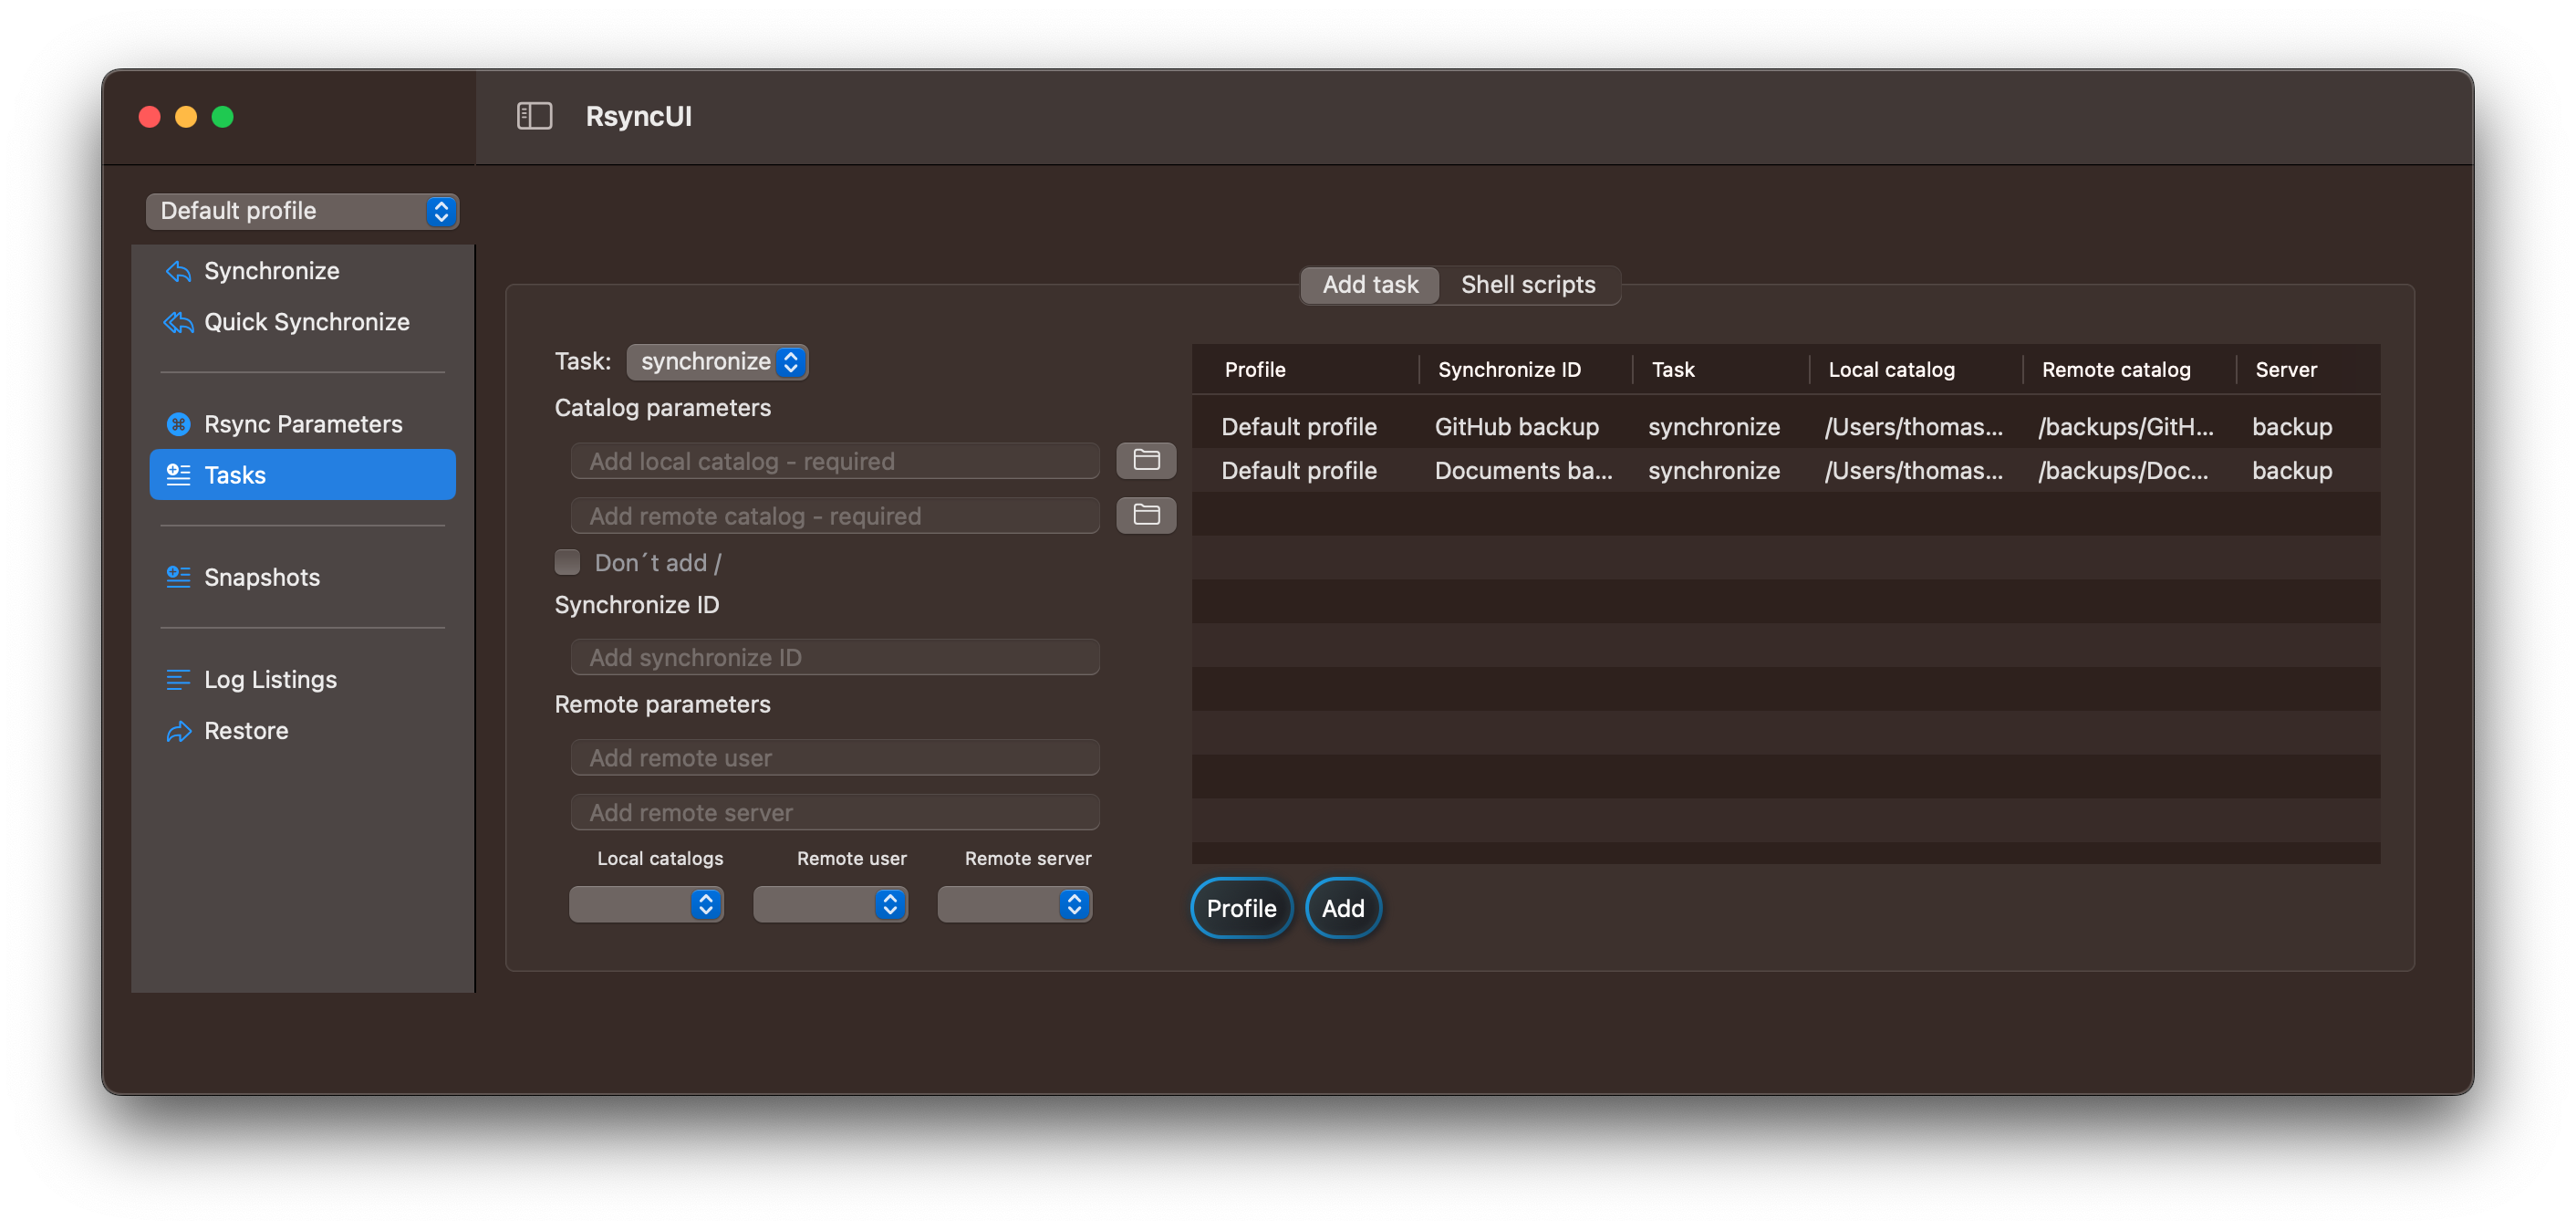 RsyncUI
Default profile
Synchronize
Quick Synchronize
Rsync Parameters
Tasks
Snapshots
Log Listings
Restore
Add task Shell scripts
Task: synchronize
Catalog parameters
Add local catalog - required
Add remote catalog - required
Don´t add /
Synchronize ID
Add synchronize ID
Remote parameters
Add remote user
Add remote server
Local catalogs Remote user Remote server
Profile Synchronize ID Task Local catalog Remote catalog Server
Default profile GitHub backup synchronize /Users/thomas... /backups/GitH... backup
Default profile Documents ba... synchronize /Users/thomas... /backups/Doc... backup
Profile Add